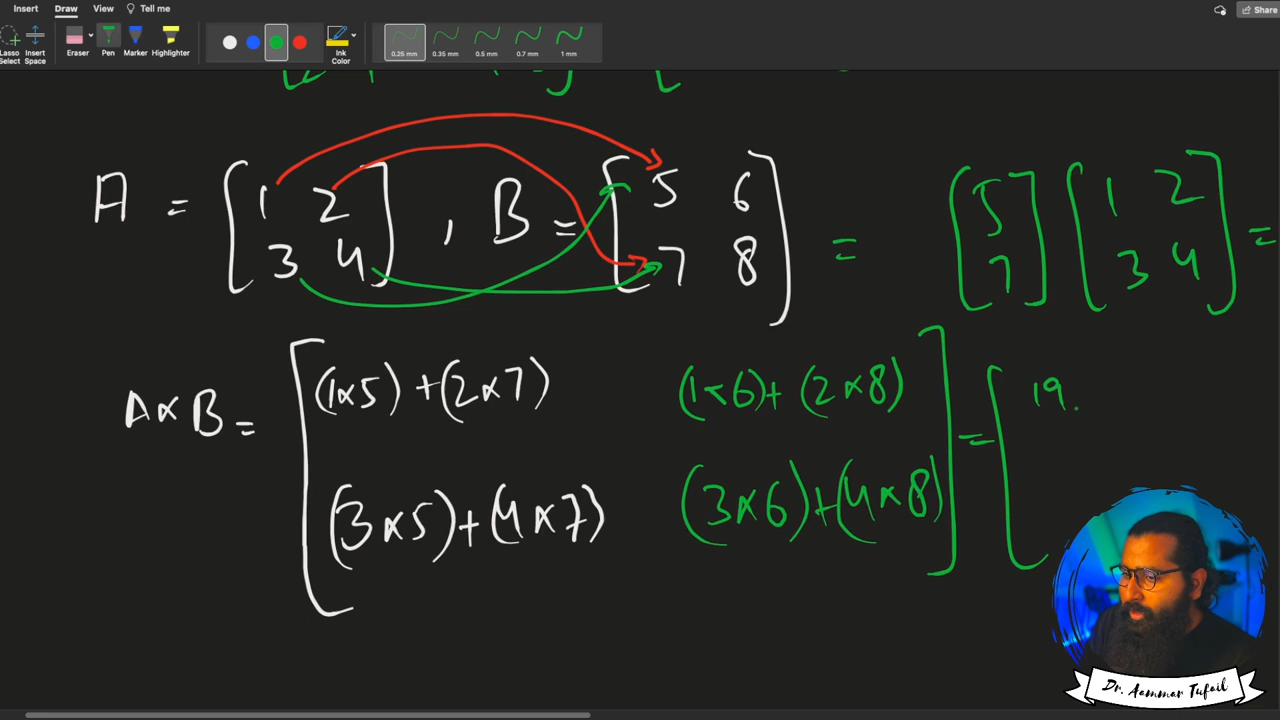 Insert Draw View Tell me
Share
Lasso Select Insert Space Eraser Pen Marker Highlighter Ink Color 0.25 mm 0.35 mm 0.5 mm 0.7 mm 1 mm
A = [1 2 , B = [5 6 = [5 [1 2 =
3 4] 7 8] 7] 3 4]
A×B = [(1×5)+(2×7) (1×6)+(2×8) = [19.
(3×5)+(4×7) (3×6)+(4×8)]
Dr. Aammar Tufail